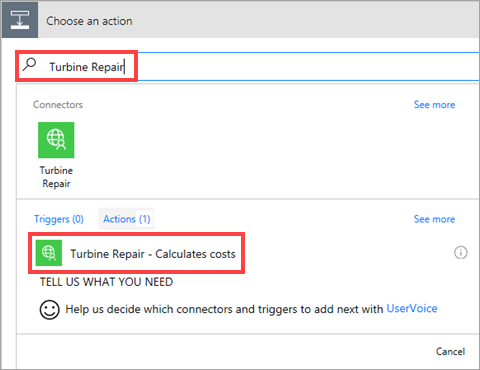 Choose an action
Turbine Repair
Connectors See more
Turbine
Repair
Triggers (0) Actions (1) See more
Turbine Repair - Calculates costs
TELL US WHAT YOU NEED
Help us decide which connectors and triggers to add next with UserVoice
Cancel